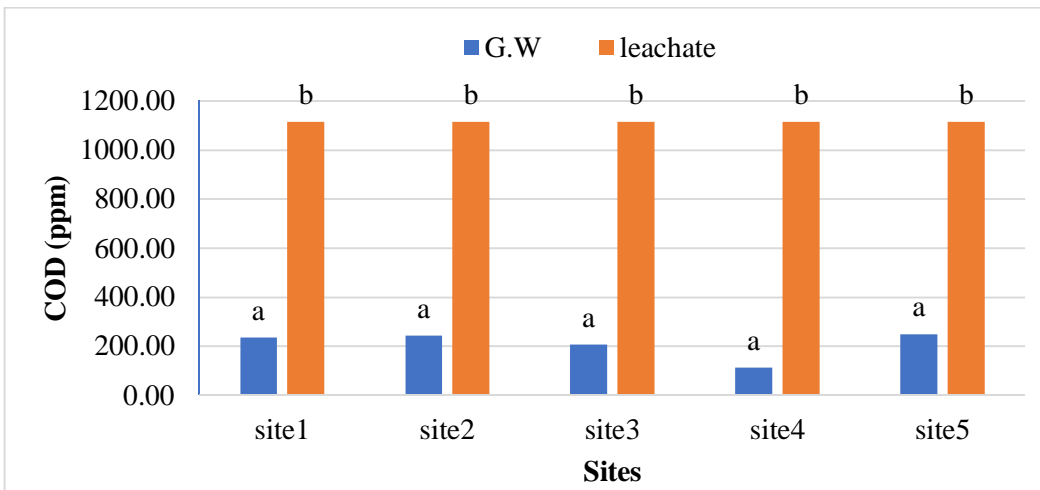 G.W leachate
COD (ppm)
1200.00
1000.00
800.00
600.00
400.00
200.00
0.00
b b b b b
a a a a a
site1 site2 site3 site4 site5
Sites